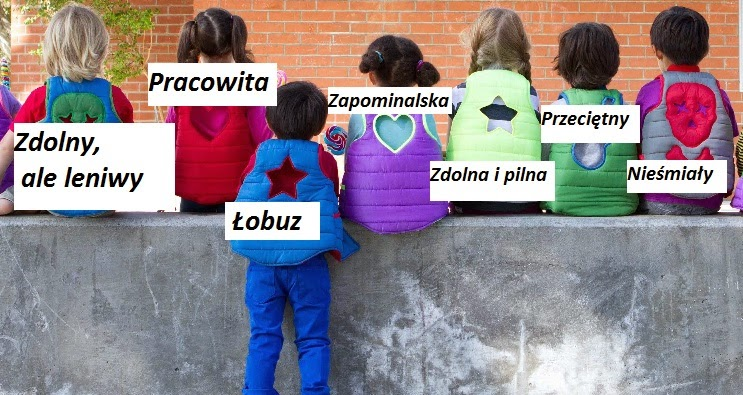 Pracowita
Zapominalska
Przeciętny
Zdolny,
ale leniwy
Zdolna i pilna
Nieśmiały
Łobuz